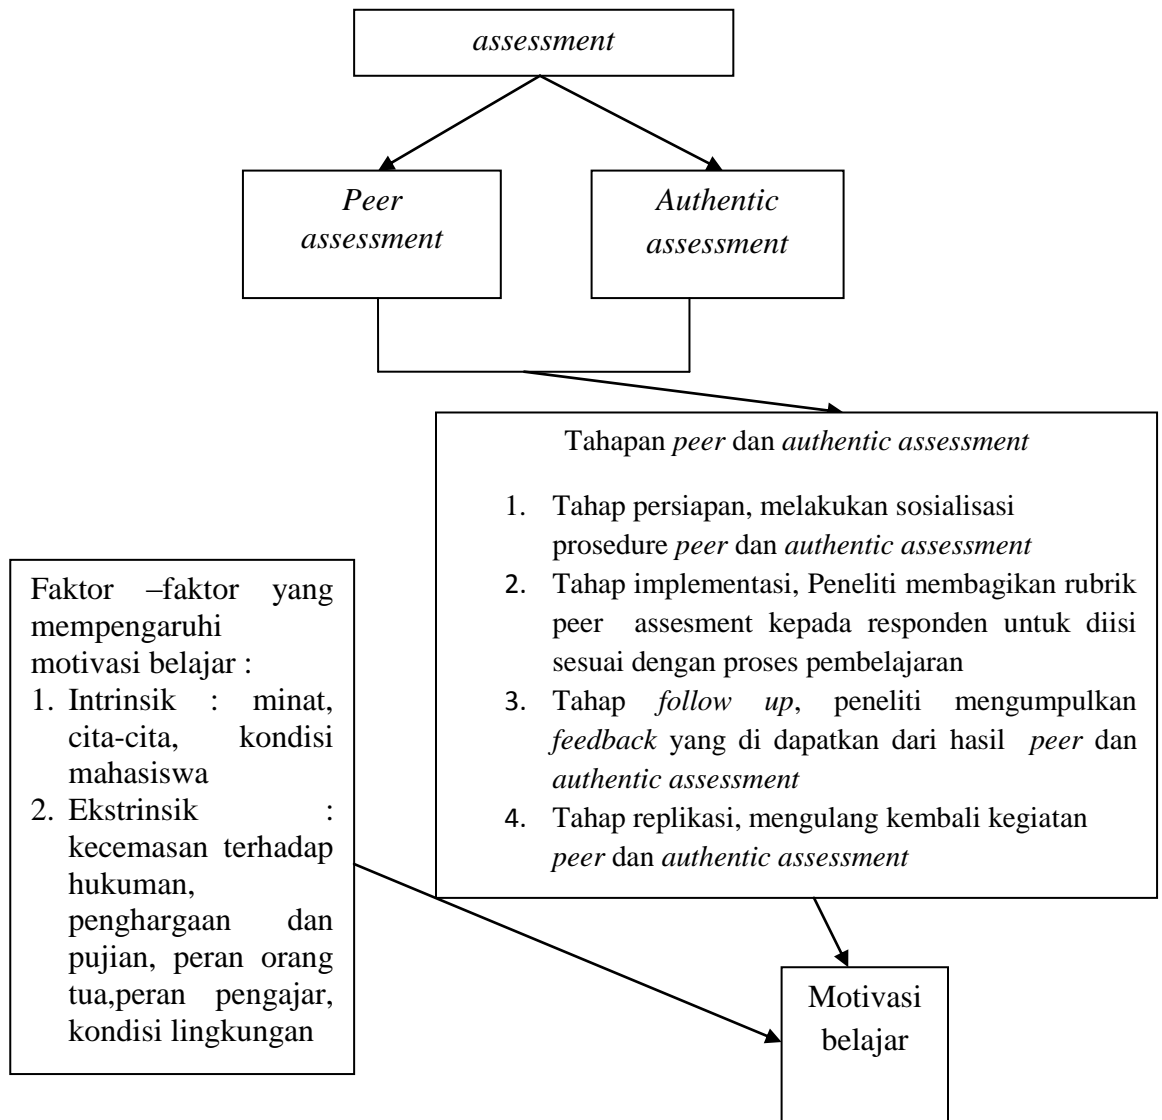 assessment
Peer
assessment
Authentic
assessment
Tahapan peer dan authentic assessment
1. Tahap persiapan, melakukan sosialisasi
prosedure peer dan authentic assessment
2. Tahap implementasi, Peneliti membagikan rubrik
peer assesment kepada responden untuk diisi
sesuai dengan proses pembelajaran
3. Tahap follow up, peneliti mengumpulkan
feedback yang di dapatkan dari hasil peer dan
authentic assessment
4. Tahap replikasi, mengulang kembali kegiatan
peer dan authentic assessment
Faktor –faktor yang
mempengaruhi
motivasi belajar :
1. Intrinsik : minat,
cita-cita, kondisi
mahasiswa
2. Ekstrinsik :
kecemasan terhadap
hukuman,
penghargaan dan
pujian, peran orang
tua,peran pengajar,
kondisi lingkungan
Motivasi
belajar